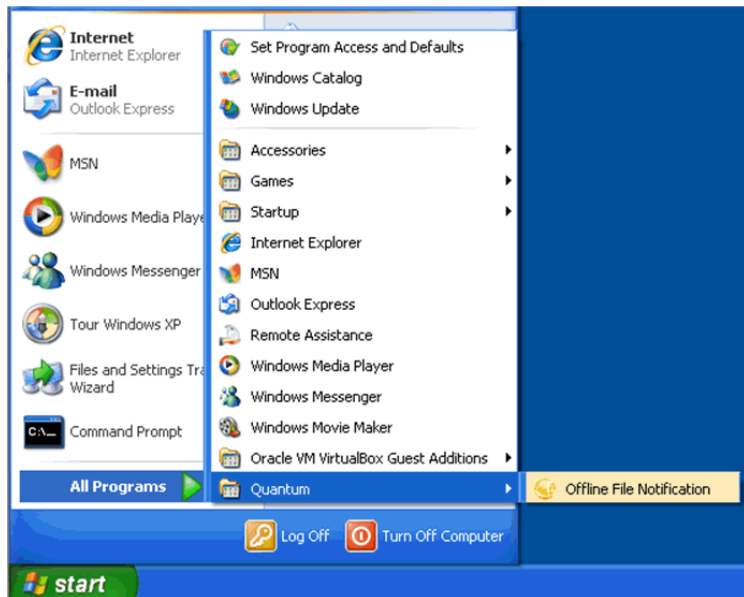 Internet
Internet Explorer
E-mail
Outlook Express
MSN
Windows Media Playe
Windows Messenger
Tour Windows XP
Files and Settings Tra
Wizard
C:\_
Command Prompt
All Programs
Set Program Access and Defaults
Windows Catalog
Windows Update
Accessories
Games
Startup
Internet Explorer
MSN
Outlook Express
Remote Assistance
Windows Media Player
Windows Messenger
Windows Movie Maker
Oracle VM VirtualBox Guest Additions
Quantum
Offline File Notification
Log Off
Turn Off Computer
start